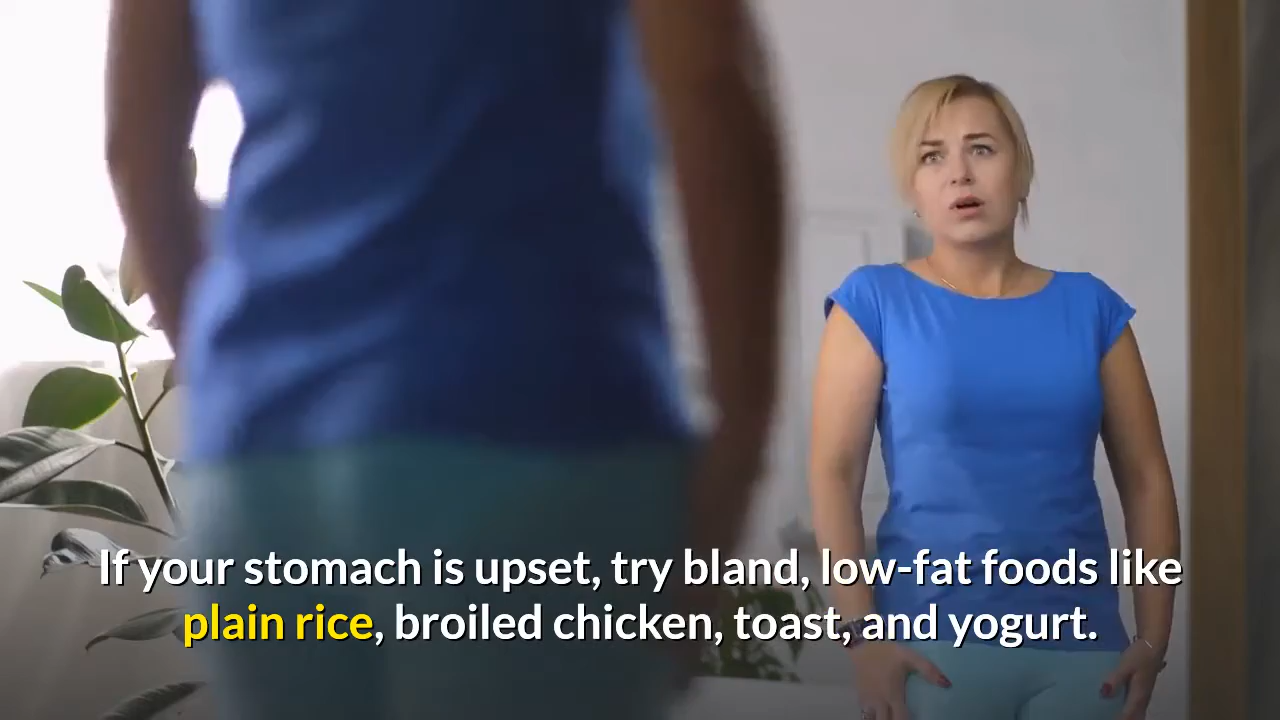 If your stomach is upset, try bland, low-fat foods like
plain rice, broiled chicken, toast, and yogurt.